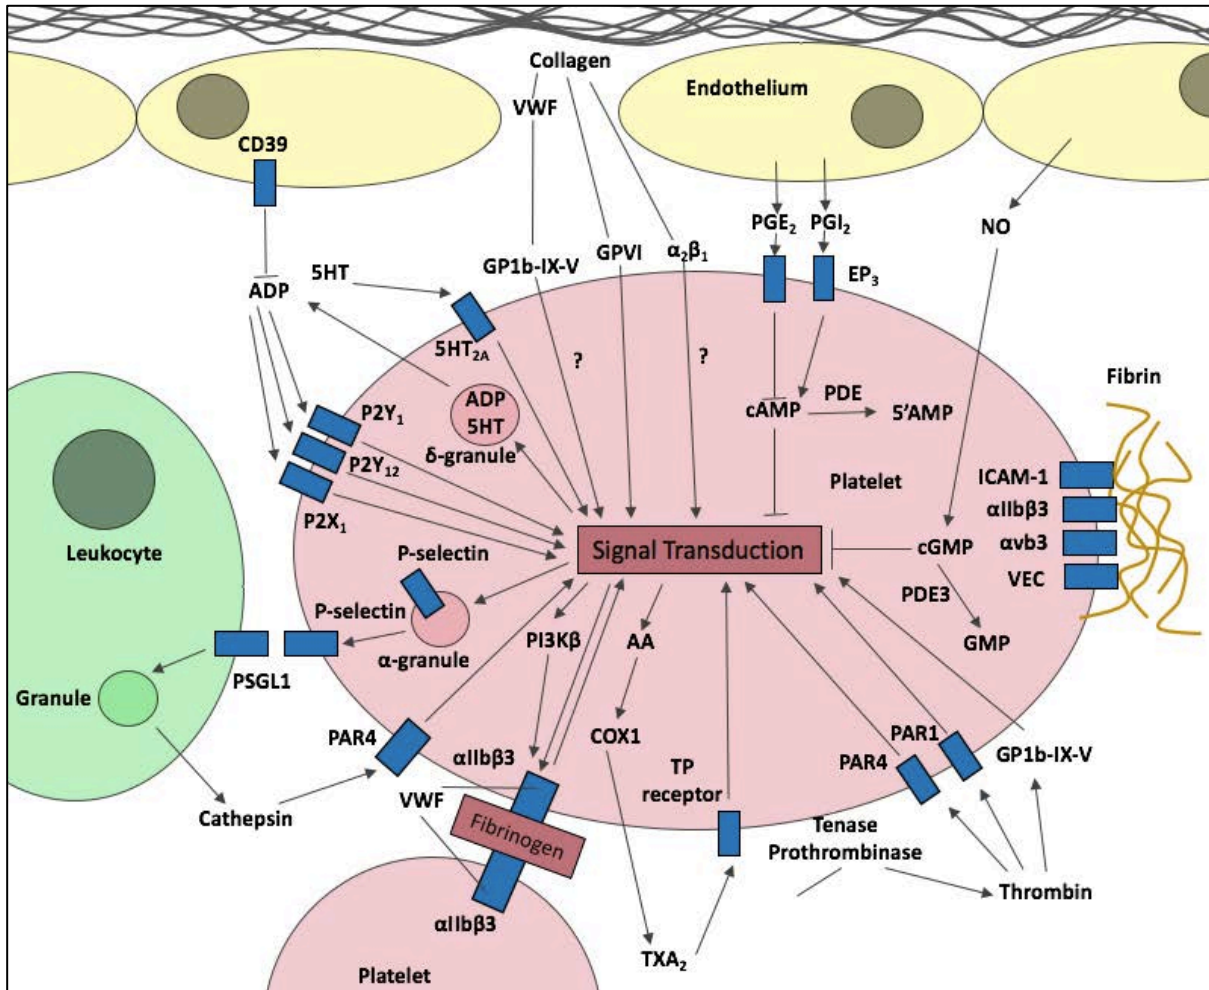 Collagen
Endothelium
VWF
CD39
PGE₂
PGI₂
NO
5HT
GP1b-IX-V
GPVI
α₂β₁
ADP
EP₃
5HT₂A
?
?
Fibrin
ADP
5HT
cAMP
PDE
5'AMP
P2Y₁
δ-granule
P2Y₁₂
Platelet
ICAM-1
P2X₁
αIIbβ3
Leukocyte
P-selectin
Signal Transduction
cGMP
αvb3
VEC
P-selectin
PDE3
PI3Kβ
AA
GMP
α-granule
PSGL1
Granule
PAR4
COX1
PAR1
αIIbβ3
TP
receptor
PAR4
GP1b-IX-V
VWF
Cathepsin
Fibrinogen
Tenase
Prothrombinase
Thrombin
αIIbβ3
TXA₂
Platelet